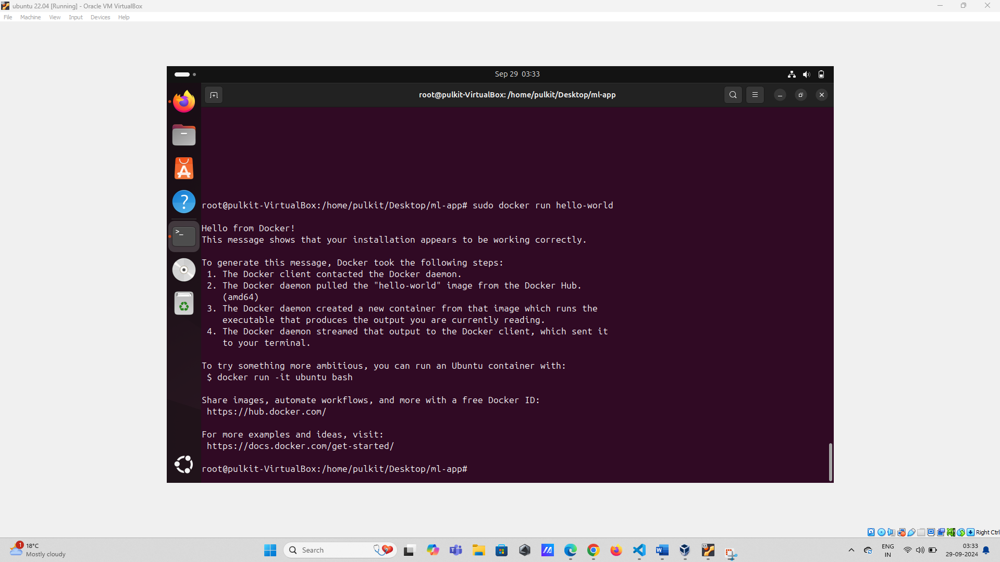 ubuntu 22.04 [Running] - Oracle VM VirtualBox
File Machine View Input Devices Help
Sep 29 03:33
root@pulkit-VirtualBox: /home/pulkit/Desktop/ml-app
root@pulkit-VirtualBox:/home/pulkit/Desktop/ml-app# sudo docker run hello-world
Hello from Docker!
This message shows that your installation appears to be working correctly.
To generate this message, Docker took the following steps:
1. The Docker client contacted the Docker daemon.
2. The Docker daemon pulled the "hello-world" image from the Docker Hub.
(amd64)
3. The Docker daemon created a new container from that image which runs the
executable that produces the output you are currently reading.
4. The Docker daemon streamed that output to the Docker client, which sent it
to your terminal.
To try something more ambitious, you can run an Ubuntu container with:
$ docker run -it ubuntu bash
Share images, automate workflows, and more with a free Docker ID:
https://hub.docker.com/
For more examples and ideas, visit:
https://docs.docker.com/get-started/
root@pulkit-VirtualBox:/home/pulkit/Desktop/ml-app#
Right Ctrl
1
18°C
Mostly cloudy
Search
ENG
IN
03:33
29-09-2024